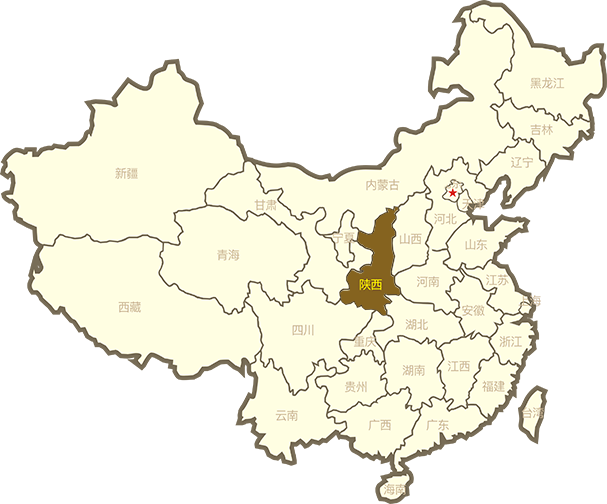 黑龙江
吉林
辽宁
新疆
内蒙古
甘肃
天津
河北
宁夏
山西
山东
青海
陕西
河南
江苏
西藏
安徽
四川
湖北
重庆
浙江
江西
湖南
贵州
福建
云南
台湾
广西
广东
海南